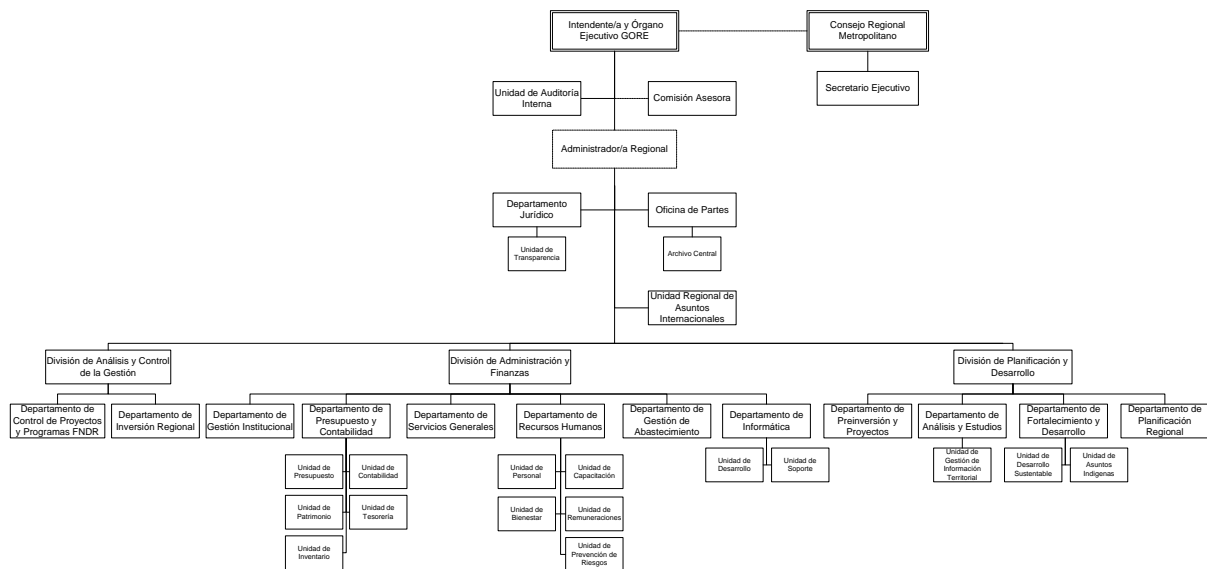 Intendente/a y Órgano
Ejecutivo GORE
Consejo Regional
Metropolitano
Secretario Ejecutivo
Unidad de Auditoría
Interna
Comisión Asesora
Administrador/a Regional
Departamento
Jurídico
Oficina de Partes
Unidad de
Transparencia
Archivo Central
Unidad Regional de
Asuntos
Internacionales
División de Análisis y Control
de la Gestión
División de Administración y
Finanzas
División de Planificación y
Desarrollo
Departamento de
Control de Proyectos
y Programas FNDR
Departamento de
Inversión Regional
Departamento de
Gestión Institucional
Departamento de
Presupuesto y
Contabilidad
Departamento de
Servicios Generales
Departamento de
Recursos Humanos
Departamento de
Gestión de
Abastecimiento
Departamento de
Informática
Departamento de
Preinversión y
Proyectos
Departamento de
Análisis y Estudios
Departamento de
Fortalecimiento y
Desarrollo
Departamento de
Planificación
Regional
Unidad de
Presupuesto
Unidad de
Contabilidad
Unidad de
Patrimonio
Unidad de
Tesorería
Unidad de
Inventario
Unidad de
Personal
Unidad de
Capacitación
Unidad de
Bienestar
Unidad de
Remuneraciones
Unidad de
Prevención de
Riesgos
Unidad de
Desarrollo
Unidad de
Soporte
Unidad de
Gestión de
Información
Territorial
Unidad de
Desarrollo
Sustentable
Unidad de
Asuntos
Indígenas